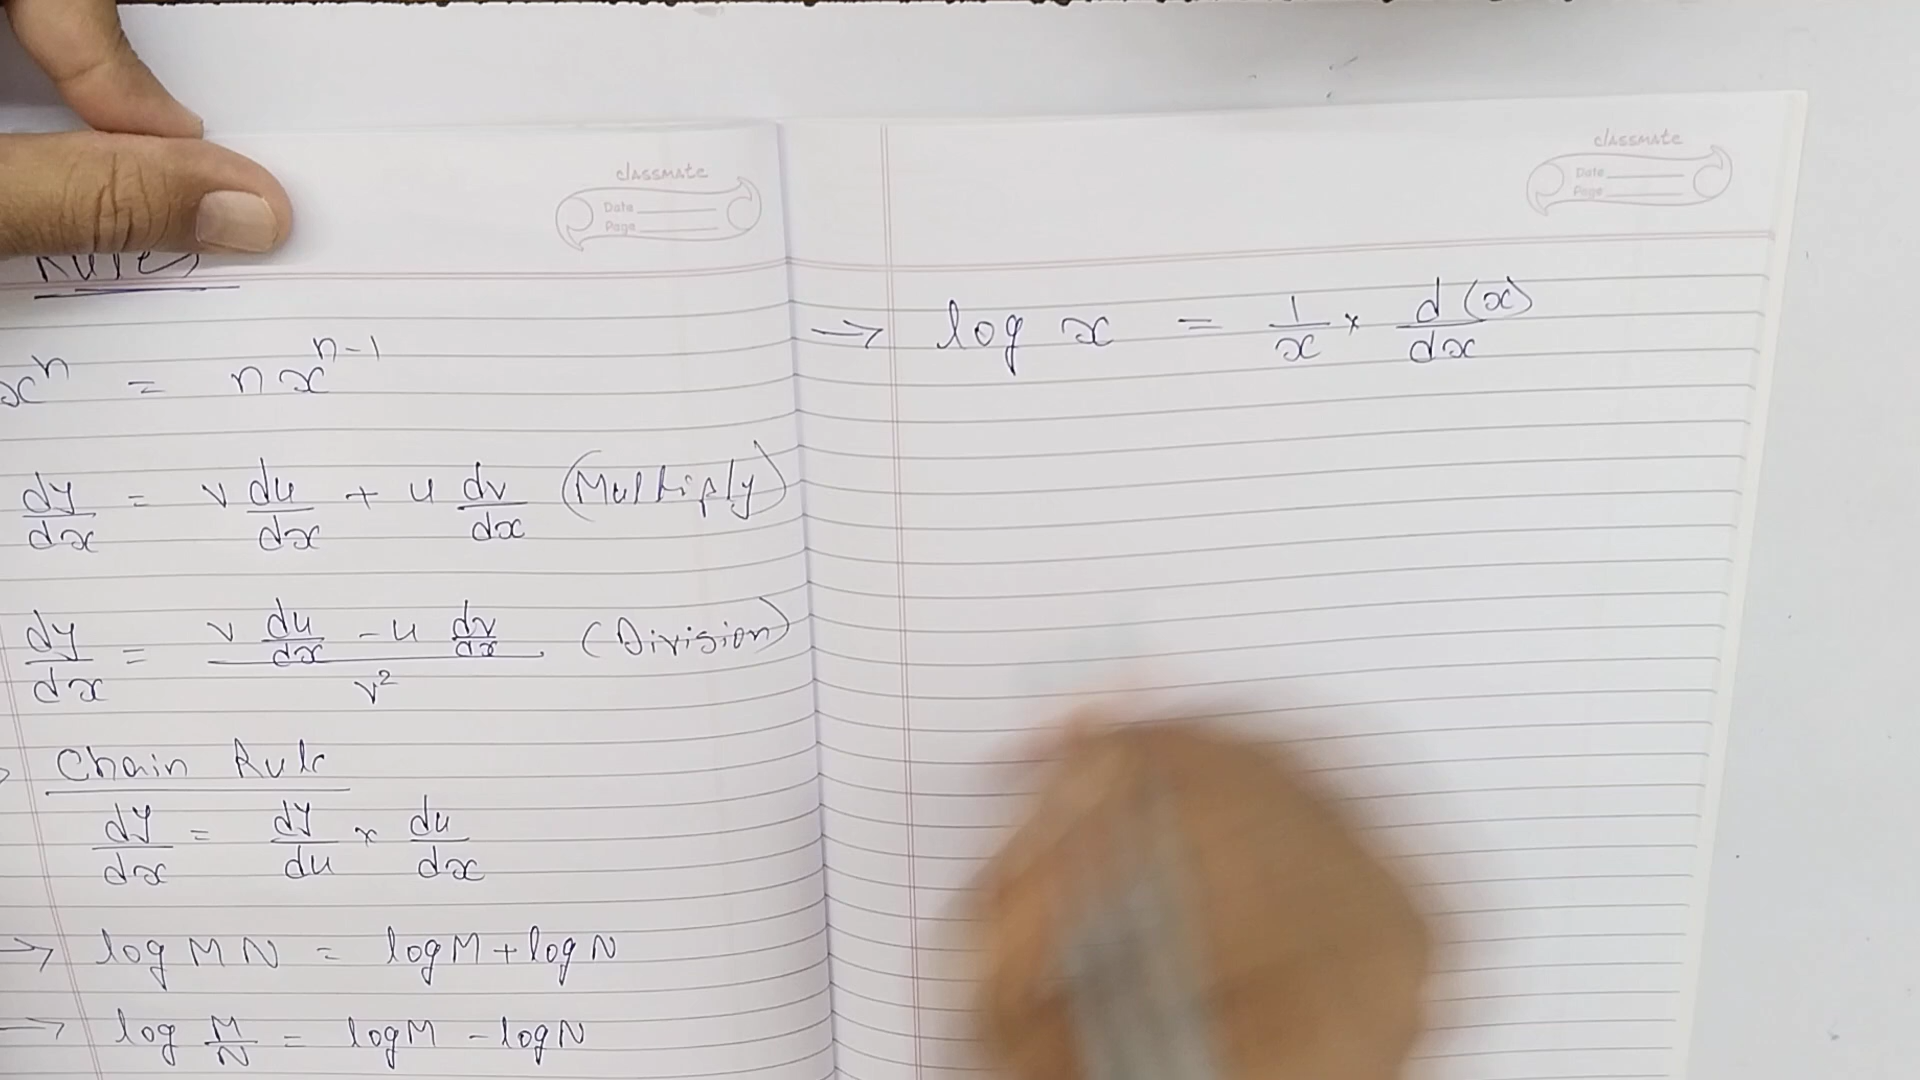 classmate
Date
Page
Rules
xⁿ = n xⁿ⁻¹
dy/dx = v du/dx + u dv/dx (Multiply)
dy/dx = (v du/dx - u dv/dx) / v² (Division)
Chain Rule
dy/dx = dy/du × du/dx
→ log MN = log M + log N
→ log M/N = log M - log N
classmate
Date
Page
→ log x = 1/x × d(x)/dx